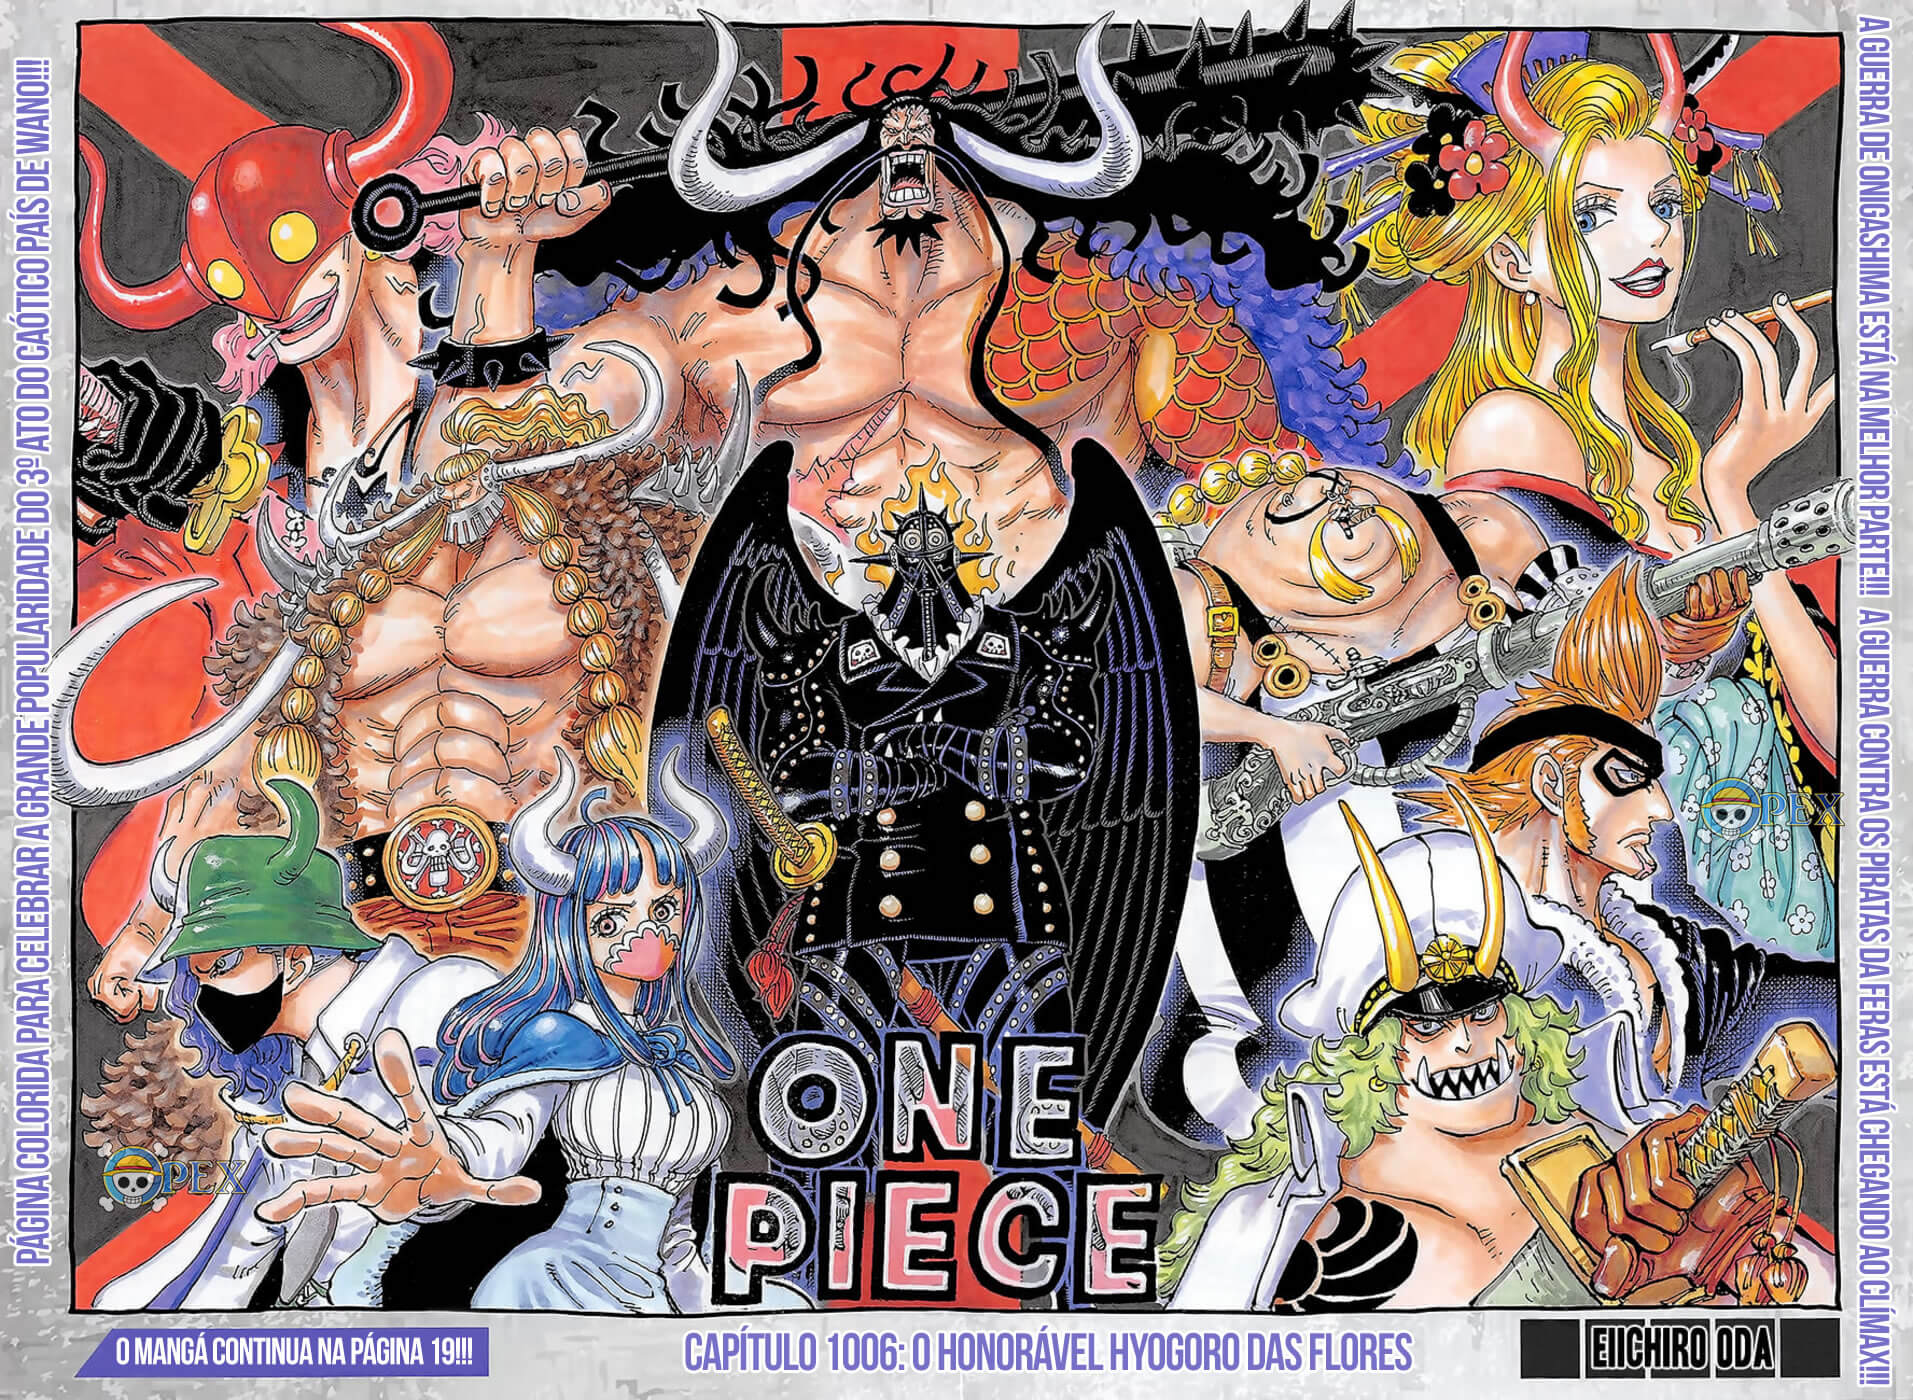 PÁGINA COLORIDA PARA CELEBRAR A GRANDE POPULARIDADE DO 3º ATO DO CAÓTICO PAÍS DE WANO!!!
A GUERRA DE ONIGASHIMA ESTÁ NA MELHOR PARTE!!! A GUERRA CONTRA OS PIRATAS DA FERAS ESTÁ CHEGANDO AO CLÍMAX!!!
OPEX
OPEX
ONE
PIECE
O MANGÁ CONTINUA NA PÁGINA 19!!!
CAPÍTULO 1006: O HONORÁVEL HYOGORO DAS FLORES
EIICHIRO ODA